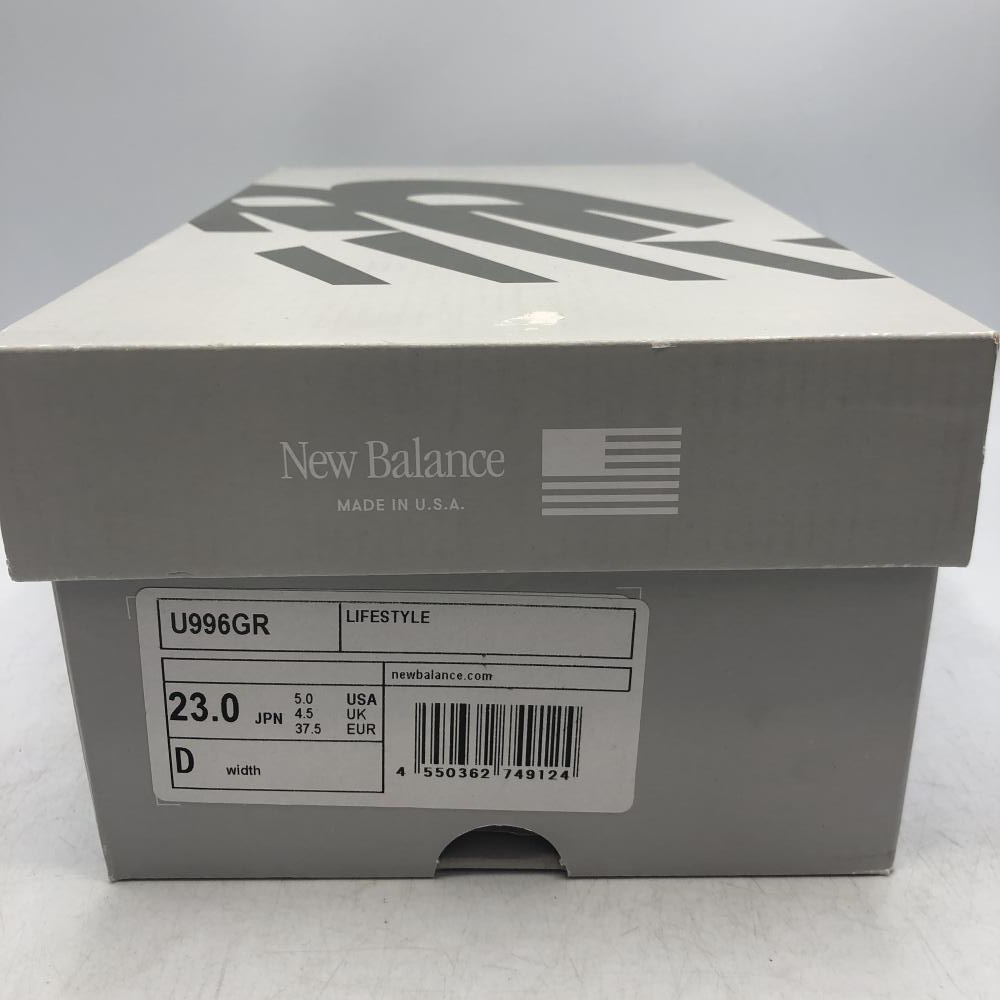 New Balance
MADE IN U.S.A.
U996GR
LIFESTYLE
newbalance.com
23.0 JPN
5.0 USA
4.5 UK
37.5 EUR
D width
4 550362 749124